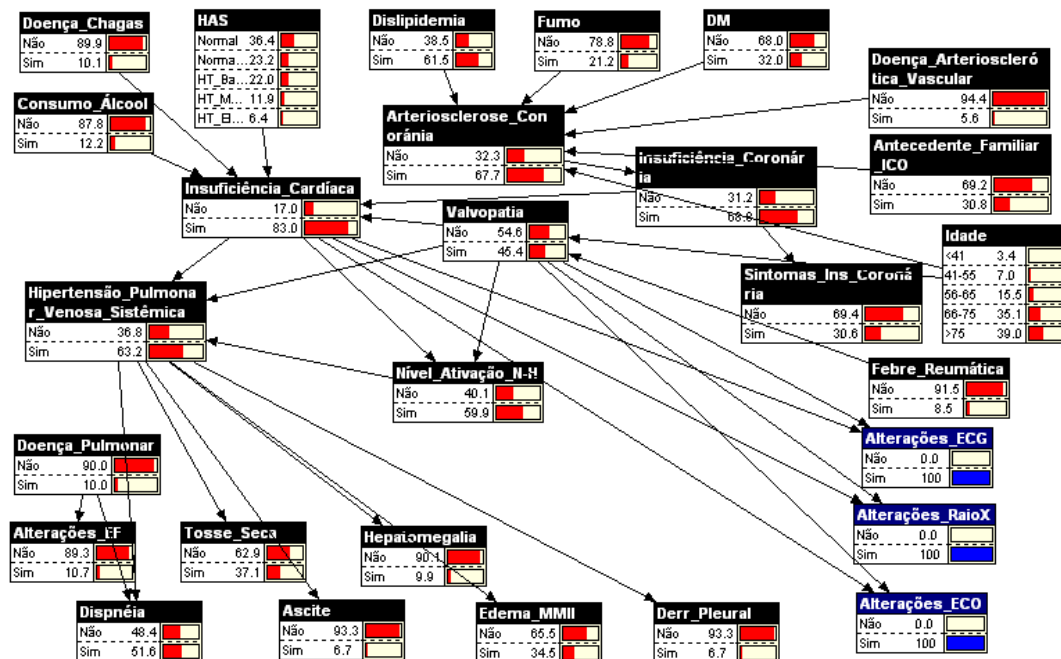 Doença_Chagas
Não 89.9
Sim 10.1
HAS
Normal 36.4
Norma...23.2
HT_Ba...22.0
HT_M... 11.9
HT_El... 6.4
Dislipidemia
Não 38.5
Sim 61.5
Fumo
Não 78.8
Sim 21.2
DM
Não 68.0
Sim 32.0
Doença_Arteriosclerótica_Vascular
Não 94.4
Sim 5.6
Consumo_Álcool
Não 87.8
Sim 12.2
Arteriosclerose_Coronánia
Não 32.3
Sim 67.7
Insuficiência_Coronária
Não 31.2
Sim 68.8
Antecedente_Familiar
_ICO
Não 69.2
Sim 30.8
Insuficiência_Cardíaca
Não 17.0
Sim 83.0
Valvopatia
Não 54.6
Sim 45.4
Idade
<41 3.4
41-55 7.0
56-65 15.5
66-75 35.1
>75 39.0
Sintomas_Ins_Coronária
Não 69.4
Sim 30.6
Hipertensão_Pulmona
r_Venosa_Sistêmica
Não 36.8
Sim 63.2
Nível_Ativação_N-H
Não 40.1
Sim 59.9
Febre_Reumática
Não 91.5
Sim 8.5
Doença_Pulmonar
Não 90.0
Sim 10.0
Alterações_ECG
Não 0.0
Sim 100
Alterações_RaioX
Não 0.0
Sim 100
Alterações_EF
Não 89.3
Sim 10.7
Tosse_Seca
Não 62.9
Sim 37.1
Hepatomegalia
Não 90.1
Sim 9.9
Dispnéia
Não 48.4
Sim 51.6
Ascite
Não 93.3
Sim 6.7
Edema_MMII
Não 65.5
Sim 34.5
Derr_Pleural
Não 93.3
Sim 6.7
Alterações_ECO
Não 0.0
Sim 100